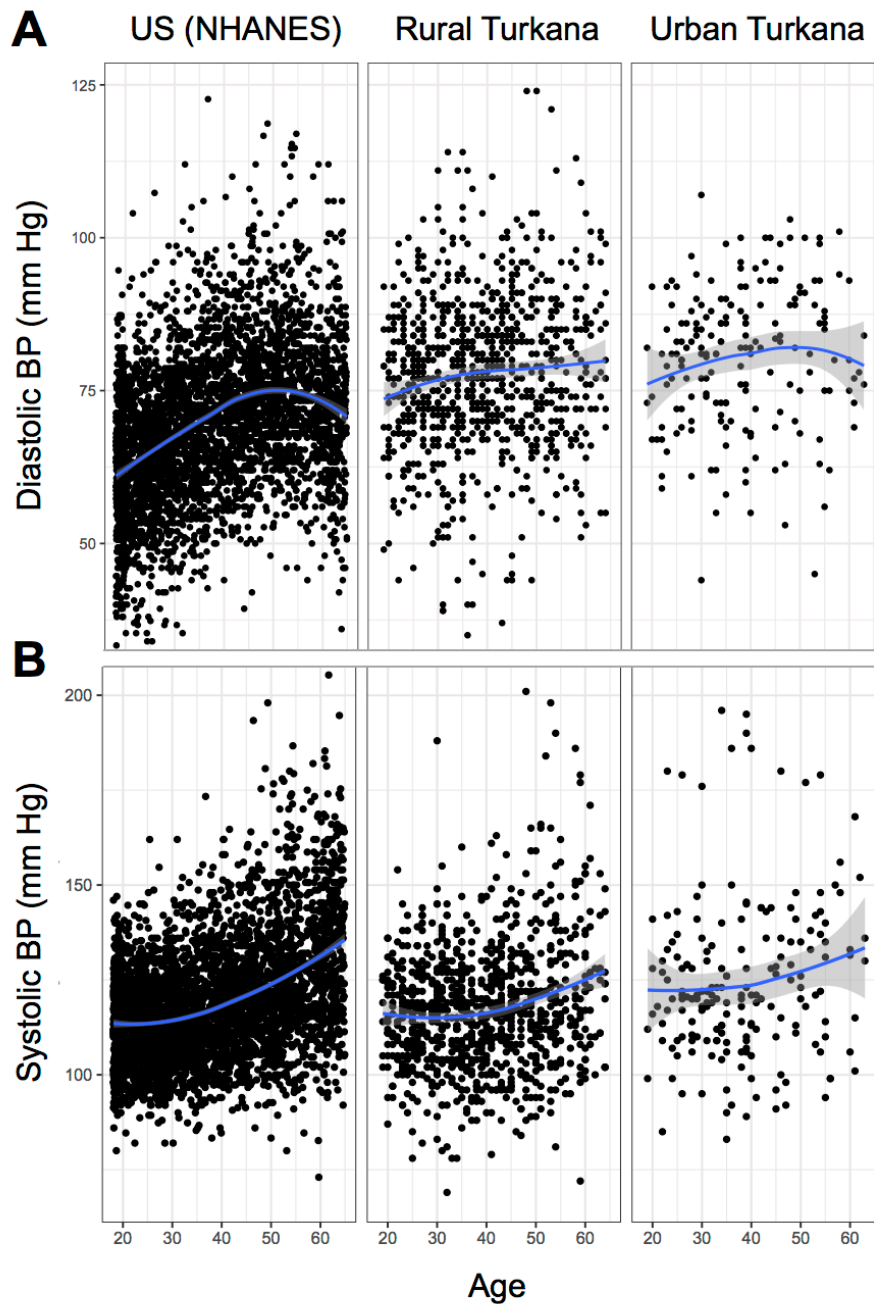 A
US (NHANES) Rural Turkana Urban Turkana
Diastolic BP (mm Hg)
125
100
75
50
B
Systolic BP (mm Hg)
200
150
100
20 30 40 50 60 20 30 40 50 60 20 30 40 50 60
Age